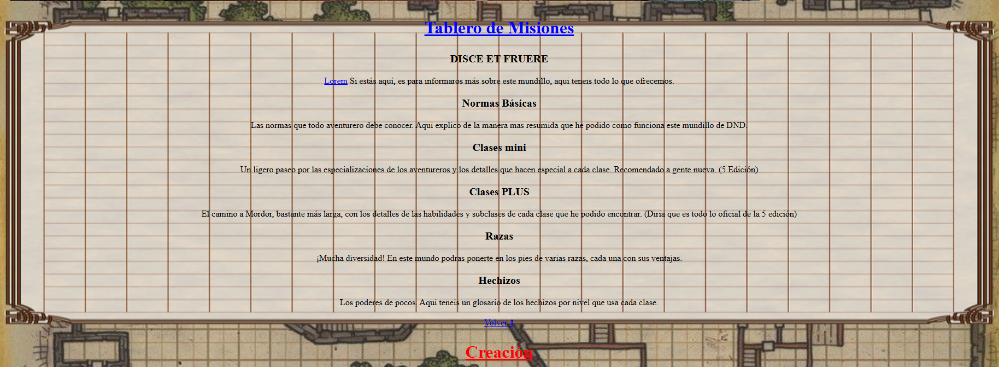 Tablero de Misiones
DISCE ET FRUERE
Lorem Si estás aquí, es para informaros más sobre este mundillo, aqui teneis todo lo que ofrecemos.
Normas Básicas
Las normas que todo aventurero debe conocer. Aqui explico de la manera mas resumida que he podido como funciona este mundillo de DND.
Clases mini
Un ligero paseo por las especializaciones de los aventureros y los detalles que hacen especial a cada clase. Recomendado a gente nueva. (5 Edición)
Clases PLUS
El camino a Mordor, bastante más larga, con los detalles de las habilidades y subclases de cada clase que he podido encontrar. (Diria que es todo lo oficial de la 5 edición)
Razas
¡Mucha diversidad! En este mundo podras ponerte en los pies de varias razas, cada una con sus ventajas.
Hechizos
Los poderes de pocos. Aqui teneis un glosario de los hechizos por nivel que usa cada clase.
Volver ↑
Creación